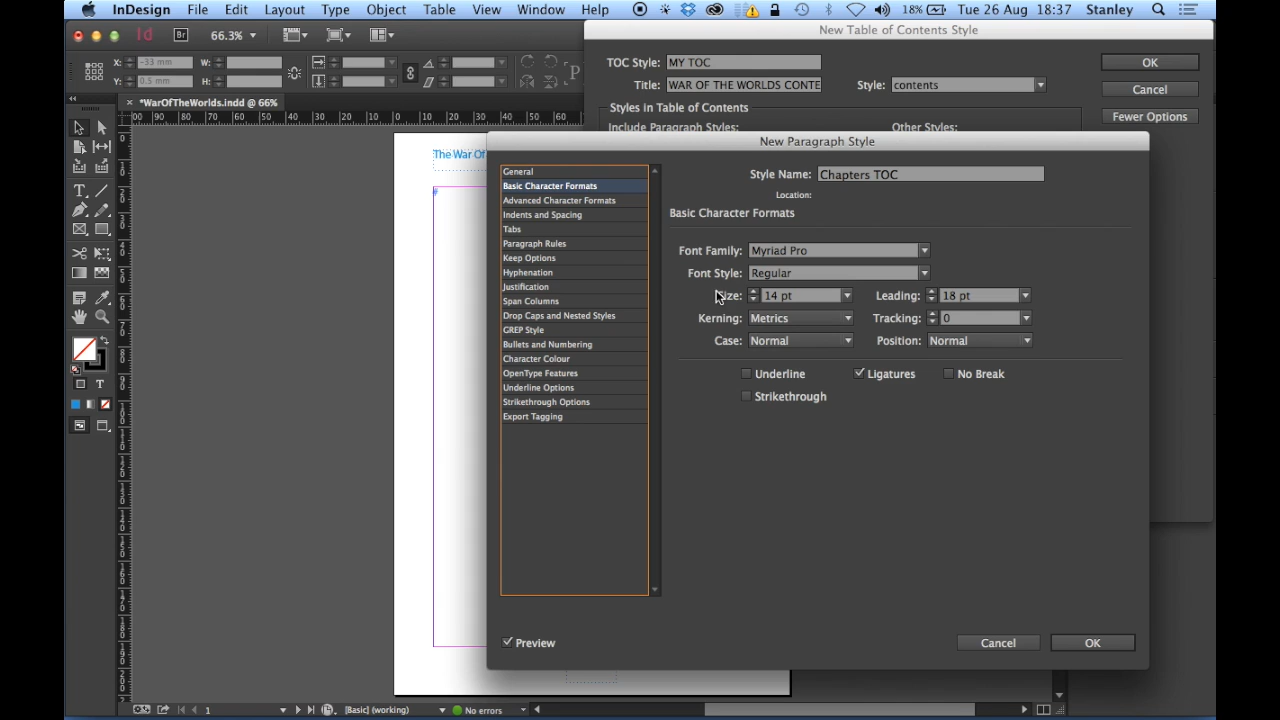 InDesign File Edit Layout Type Object Table View Window Help 18% Tue 26 Aug 18:37 Stanley
Id Br 66.3%
New Table of Contents Style
X: -33 mm W:
Y: 0.5 mm H:
TOC Style: MY TOC OK
Title: WAR OF THE WORLDS CONTE Style: contents Cancel
*WarOfTheWorlds.indd @ 66%
Styles in Table of Contents Fewer Options
Include Paragraph Styles: Other Styles:
New Paragraph Style
The War Of
General
Basic Character Formats
Advanced Character Formats
Indents and Spacing
Tabs
Paragraph Rules
Keep Options
Hyphenation
Justification
Span Columns
Drop Caps and Nested Styles
GREP Style
Bullets and Numbering
Character Colour
OpenType Features
Underline Options
Strikethrough Options
Export Tagging
Style Name: Chapters TOC
Location:
Basic Character Formats
Font Family: Myriad Pro
Font Style: Regular
Size: 14 pt Leading: 18 pt
Kerning: Metrics Tracking: 0
Case: Normal Position: Normal
Underline Ligatures No Break
Strikethrough
Preview Cancel OK
1 [Basic] (working) No errors